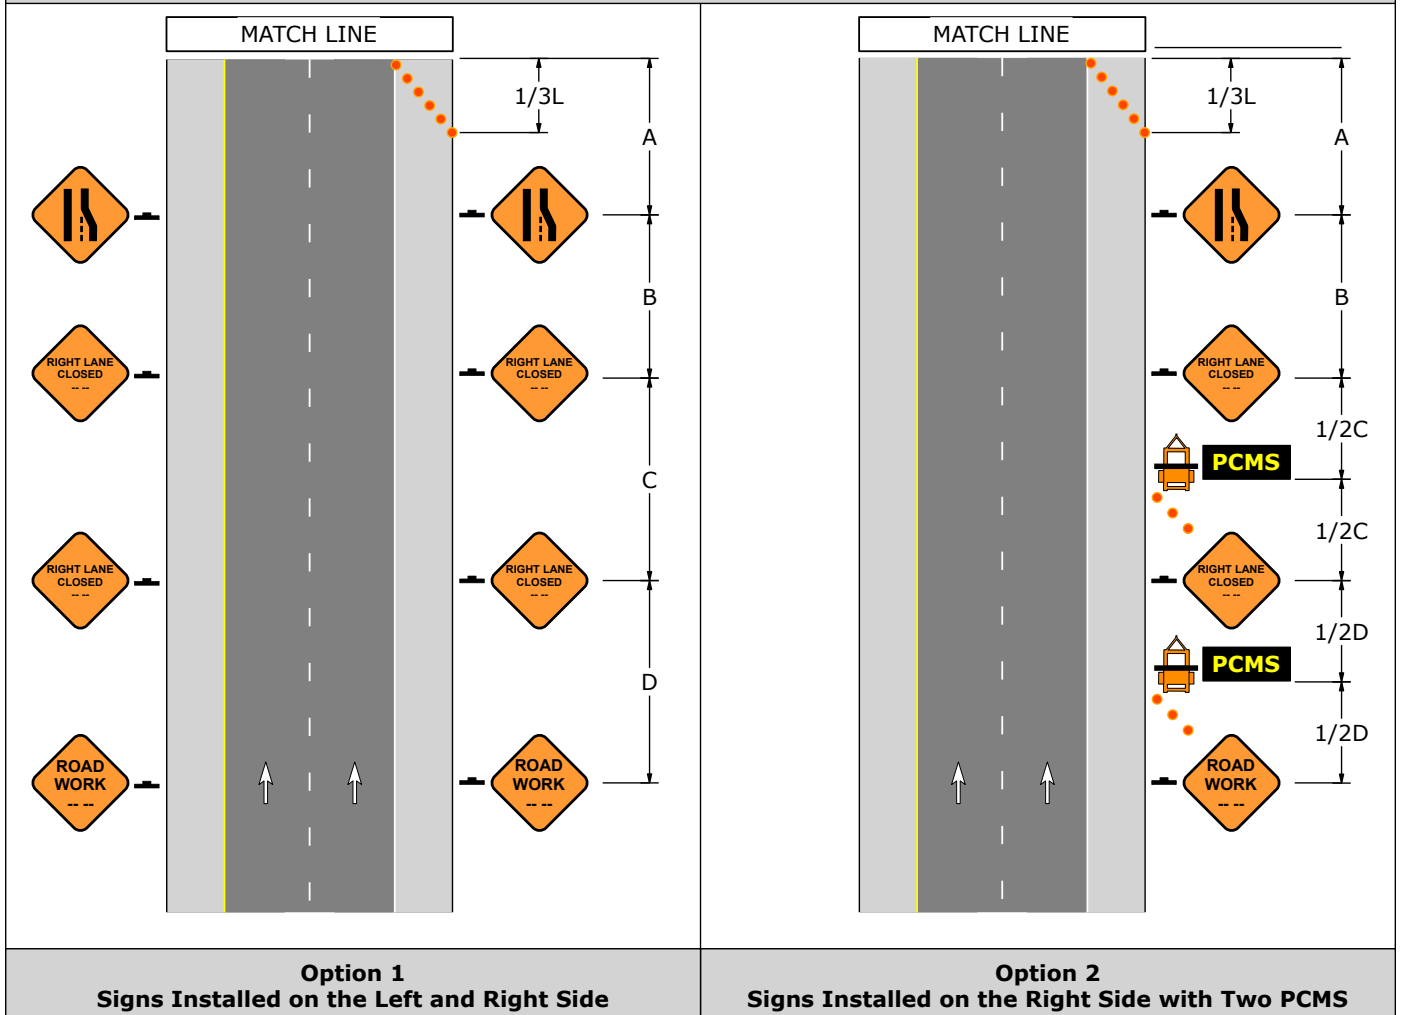 MATCH LINE
1/3L
A
B
RIGHT LANE
CLOSED
-- --
RIGHT LANE
CLOSED
-- --
C
RIGHT LANE
CLOSED
-- --
RIGHT LANE
CLOSED
-- --
D
ROAD
WORK
-- --
ROAD
WORK
-- --
Option 1
Signs Installed on the Left and Right Side
MATCH LINE
1/3L
A
B
RIGHT LANE
CLOSED
-- --
1/2C
PCMS
1/2C
RIGHT LANE
CLOSED
-- --
1/2D
PCMS
1/2D
ROAD
WORK
-- --
Option 2
Signs Installed on the Right Side with Two PCMS